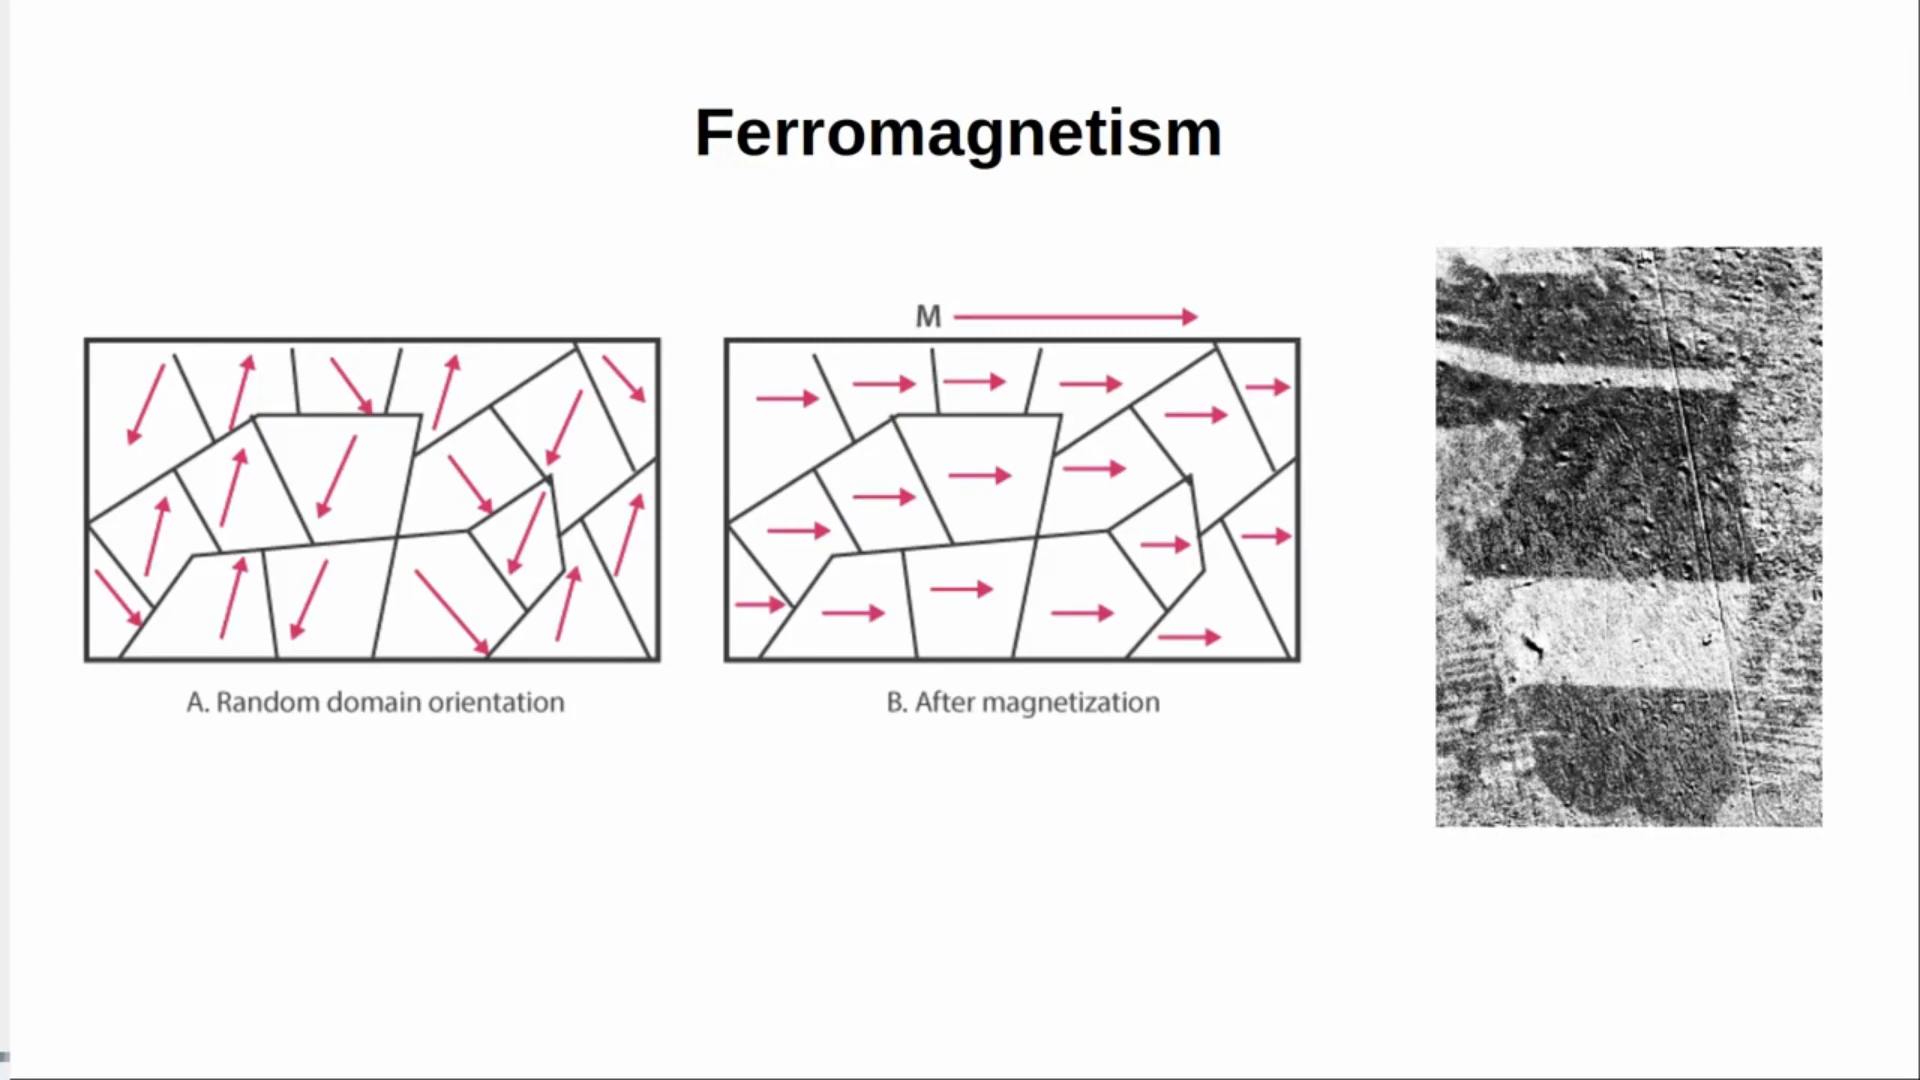 Ferromagnetism
M
A. Random domain orientation
B. After magnetization